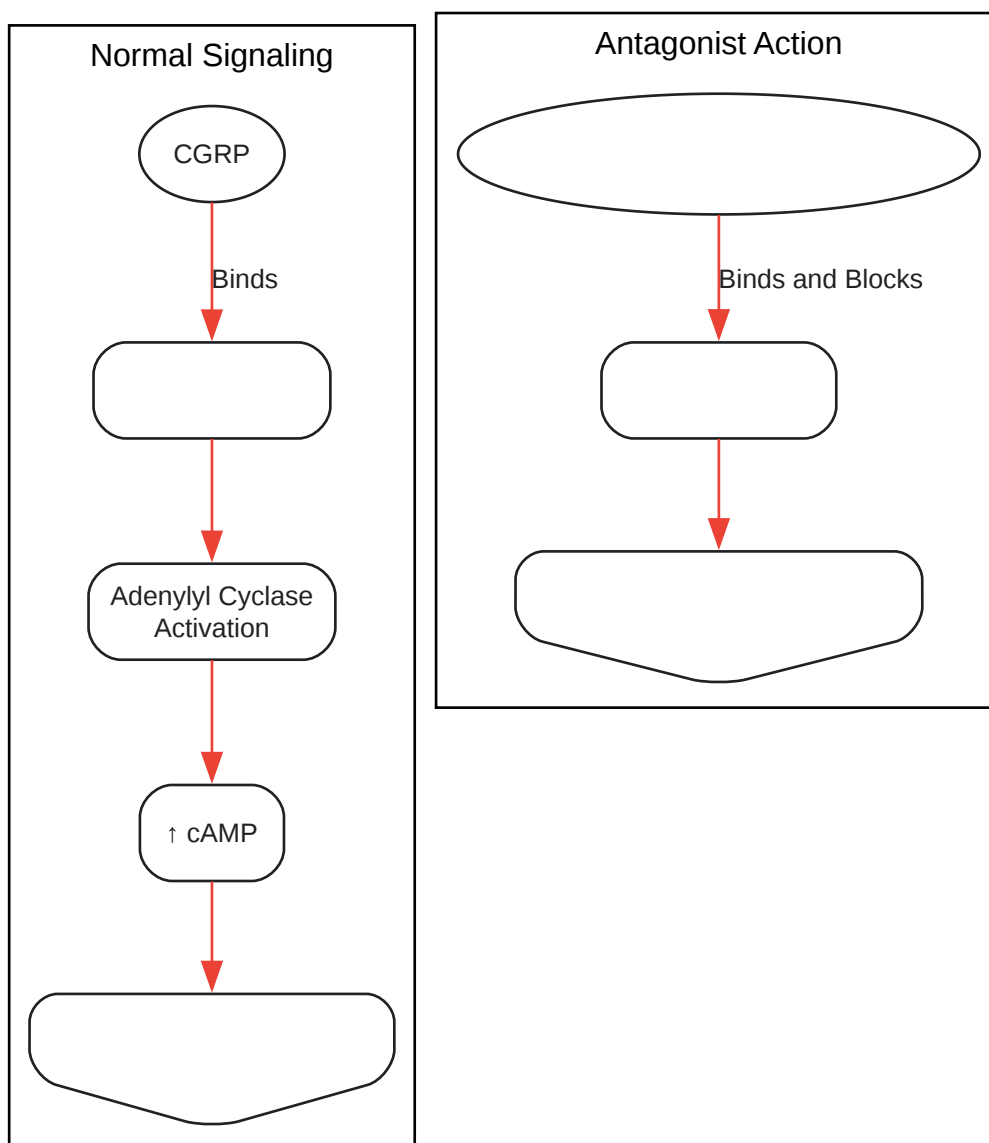 Normal Signaling
CGRP
Binds
Adenylyl Cyclase
Activation
↑ cAMP
Antagonist Action
Binds and Blocks